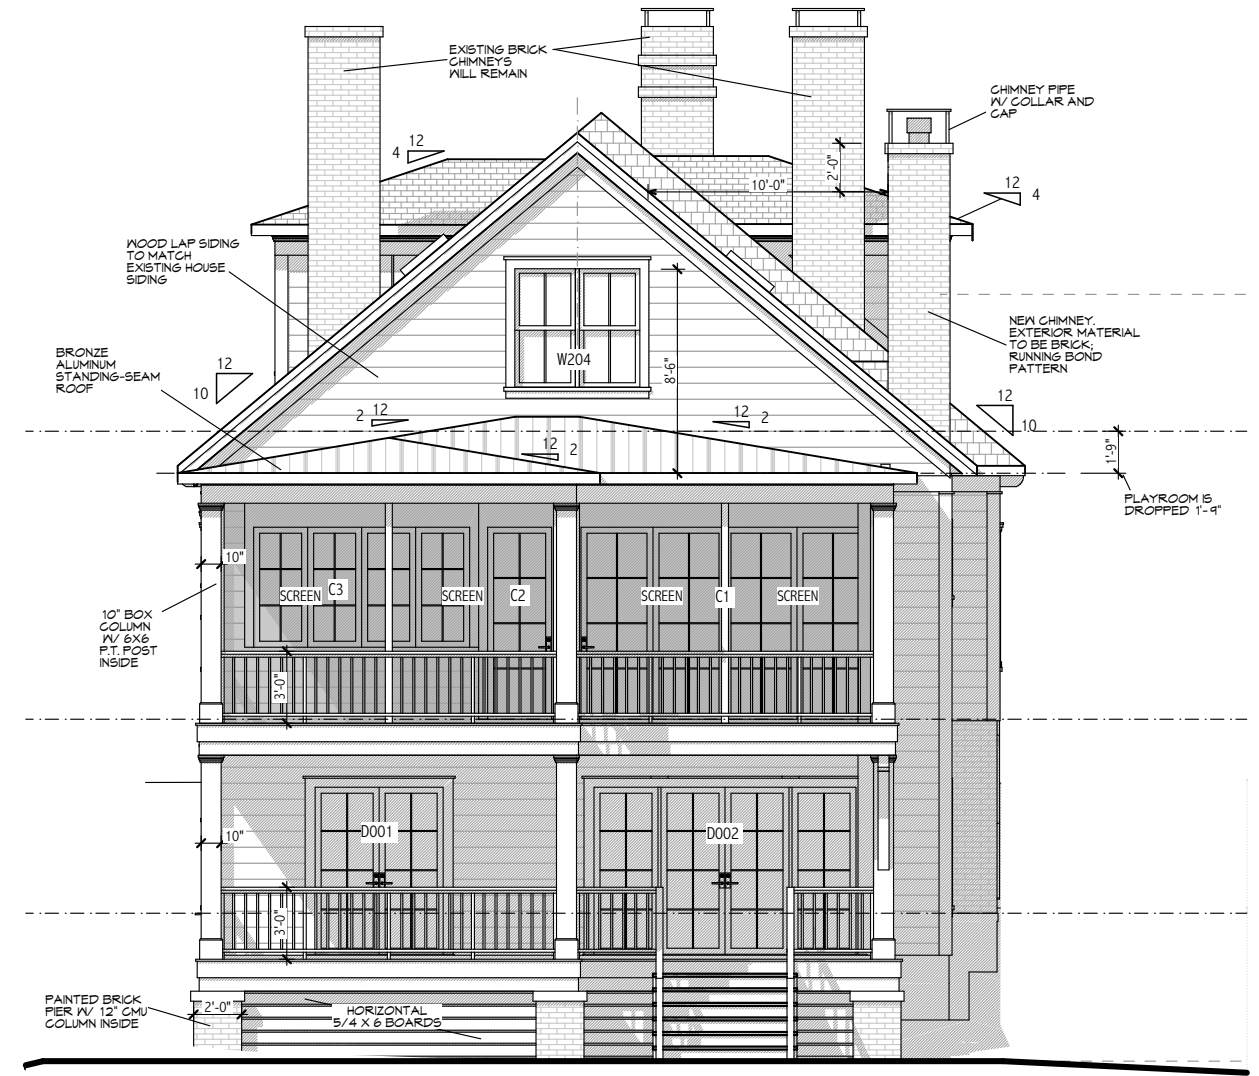 EXISTING BRICK
CHIMNEYS
WILL REMAIN
CHIMNEY PIPE
W/ COLLAR AND
CAP
12
4
2'-0"
10'-0"
12
4
WOOD LAP SIDING
TO MATCH
EXISTING HOUSE
SIDING
NEW CHIMNEY.
EXTERIOR MATERIAL
TO BE BRICK;
RUNNING BOND
PATTERN
BRONZE
ALUMINUM
STANDING-SEAM
ROOF
12
10
W204
8'-6"
12
10
2
12
12
2
12
2
1'-9"
PLAYROOM IS
DROPPED 1'-9"
10"
SCREEN
C3
SCREEN
C2
SCREEN
C1
SCREEN
10" BOX
COLUMN
W/ 6X6
P.T. POST
INSIDE
3'-0"
10"
D001
D002
3'-0"
PAINTED BRICK
PIER W/ 12" CMU
COLUMN INSIDE
2'-0"
HORIZONTAL
5/4 X 6 BOARDS